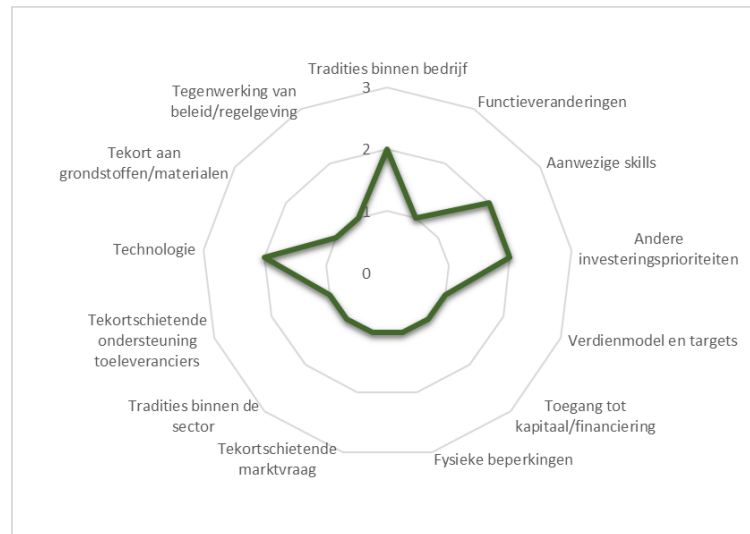 Tradities binnen bedrijf
3
Tegenwerking van
beleid/regelgeving
Functieveranderingen
2
Tekort aan
grondstoffen/materialen
Aanwezige skills
1
Technologie
Andere
investeringsprioriteiten
0
Tekortschietende
ondersteuning
toeleveranciers
Verdienmodel en targets
Tradities binnen de
sector
Toegang tot
kapitaal/financiering
Tekortschietende
marktvraag
Fysieke beperkingen